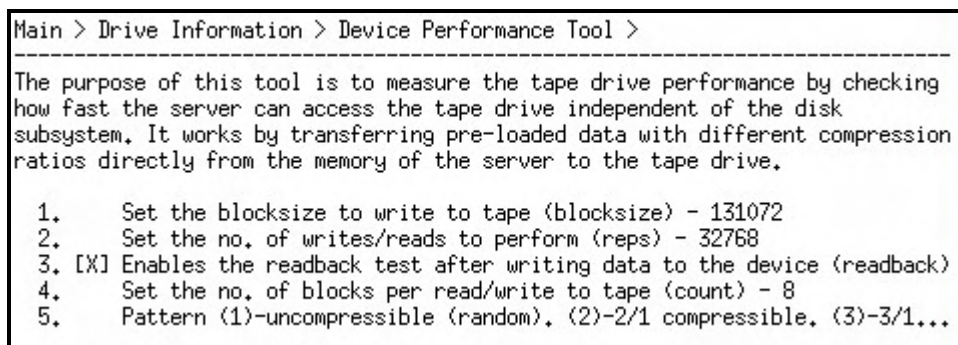 Main > Drive Information > Device Performance Tool >
--------------------------------------------------------------------------------
The purpose of this tool is to measure the tape drive performance by checking
how fast the server can access the tape drive independent of the disk
subsystem. It works by transferring pre-loaded data with different compression
ratios directly from the memory of the server to the tape drive.
1. Set the blocksize to write to tape (blocksize) - 131072
2. Set the no. of writes/reads to perform (reps) - 32768
3. [X] Enables the readback test after writing data to the device (readback)
4. Set the no. of blocks per read/write to tape (count) - 8
5. Pattern (1)-uncompressible (random). (2)-2/1 compressible. (3)-3/1...